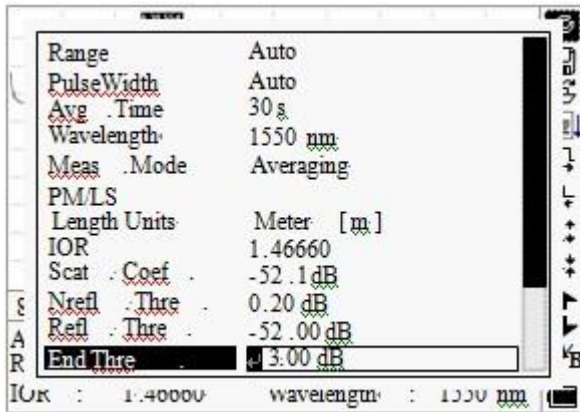 Range Auto
PulseWidth Auto
Avg .Time 30 s
Wavelength 1550 nm
Meas .Mode Averaging
PM/LS
Length Units Meter [m]
IOR 1.46660
Scat . Coef . -52 .1 dB
Nrefl . Thre . 0.20 dB
Refl . Thre . -52 .00 dB
End Thre . 3.00 dB
A
R
IOR : 1.46660 Wavelength : 1550 nm